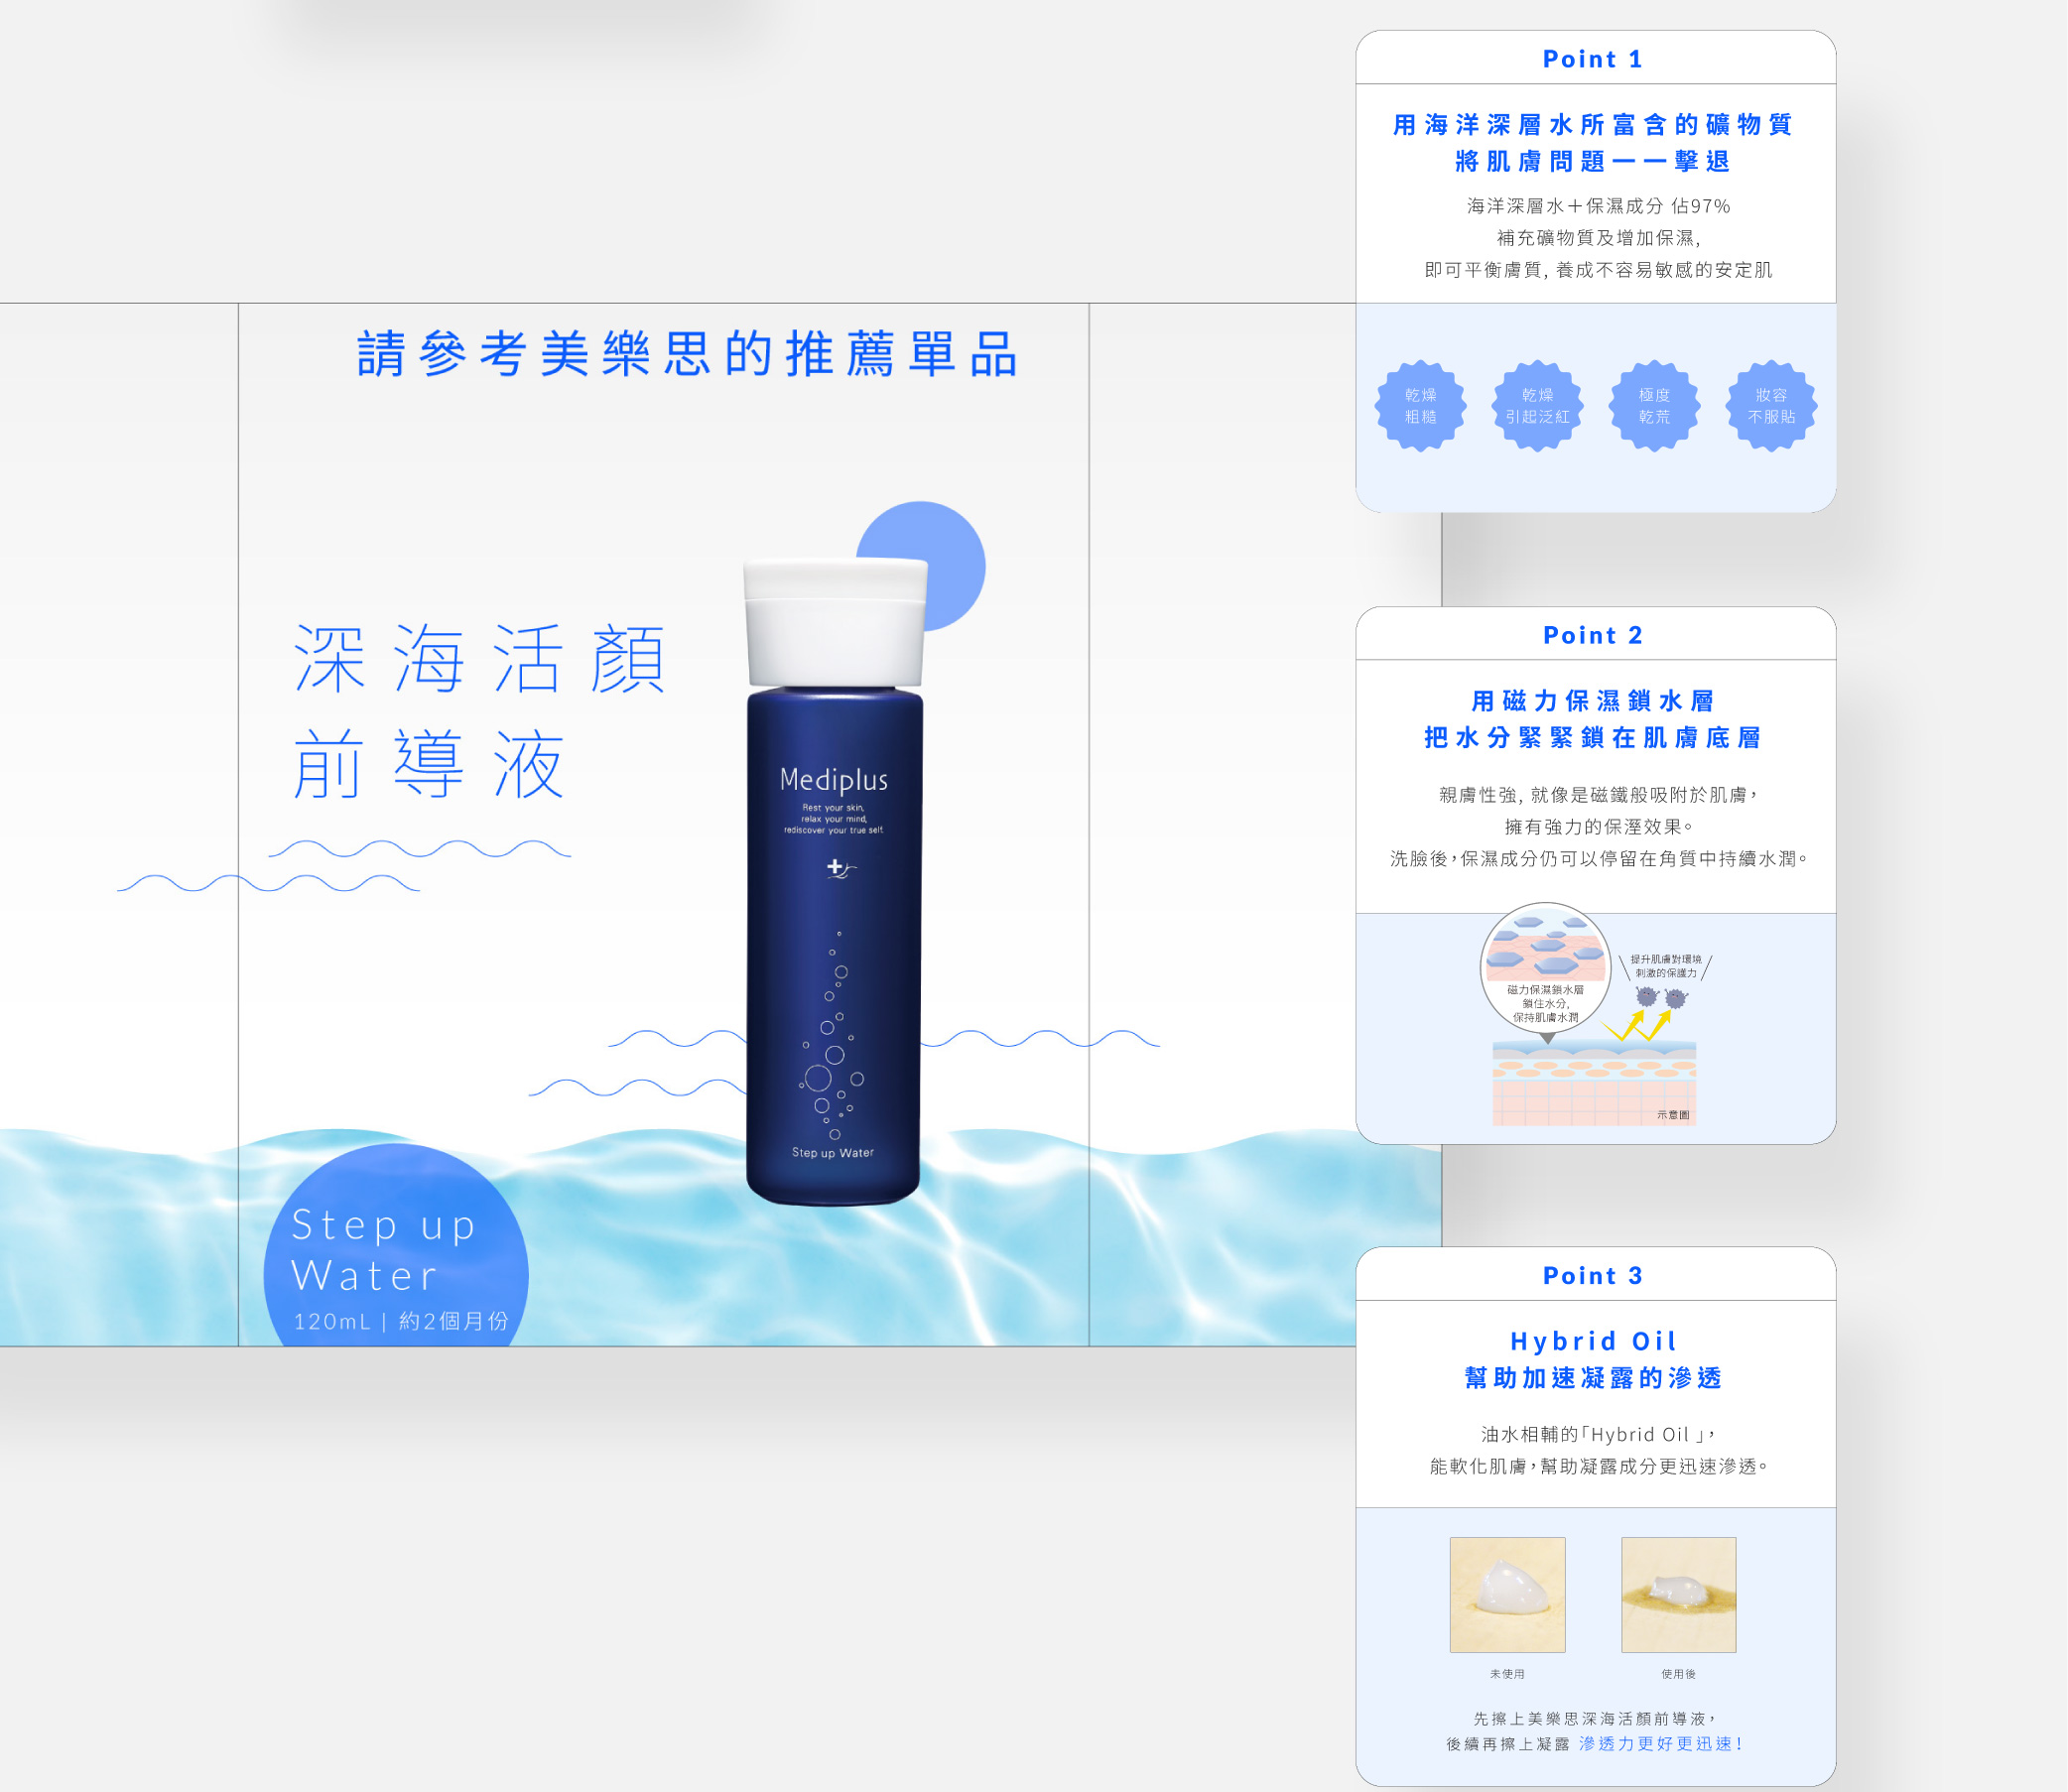 請參考美樂思的推薦單品
深海活顏
前導液
Mediplus
Rest your skin,
relax your mind,
rediscover your true self.
Step up Water
Step up
Water
120mL | 約2個月份
Point 1
用海洋深層水所富含的礦物質
將肌膚問題一一擊退
海洋深層水＋保濕成分 佔97%
補充礦物質及增加保濕,
即可平衡膚質, 養成不容易敏感的安定肌
乾燥
粗糙
乾燥
引起泛紅
極度
乾荒
妝容
不服貼
Point 2
用磁力保濕鎖水層
把水分緊緊鎖在肌膚底層
親膚性強, 就像是磁鐵般吸附於肌膚，
擁有強力的保溼效果。
洗臉後，保濕成分仍可以停留在角質中持續水潤。
磁力保濕鎖水層
鎖住水分,
保持肌膚水潤
提升肌膚對環境
刺激的保護力
示意圖
Point 3
Hybrid Oil
幫助加速凝露的滲透
油水相輔的「Hybrid Oil 」，
能軟化肌膚，幫助凝露成分更迅速滲透。
未使用
使用後
先擦上美樂思深海活顏前導液，
後續再擦上凝露 滲透力更好更迅速！